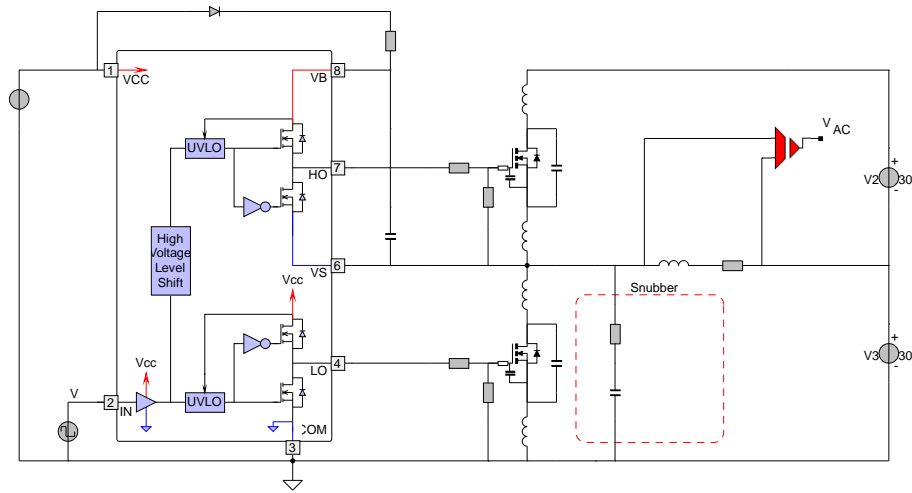 1
VCC
VB
8
UVLO
HO
7
High
Voltage
Level
Shift
VS
6
Vcc
Vcc
LO
4
V
2
IN
UVLO
COM
3
Snubber
V
AC
+
V2
30
-
+
V3
30
-